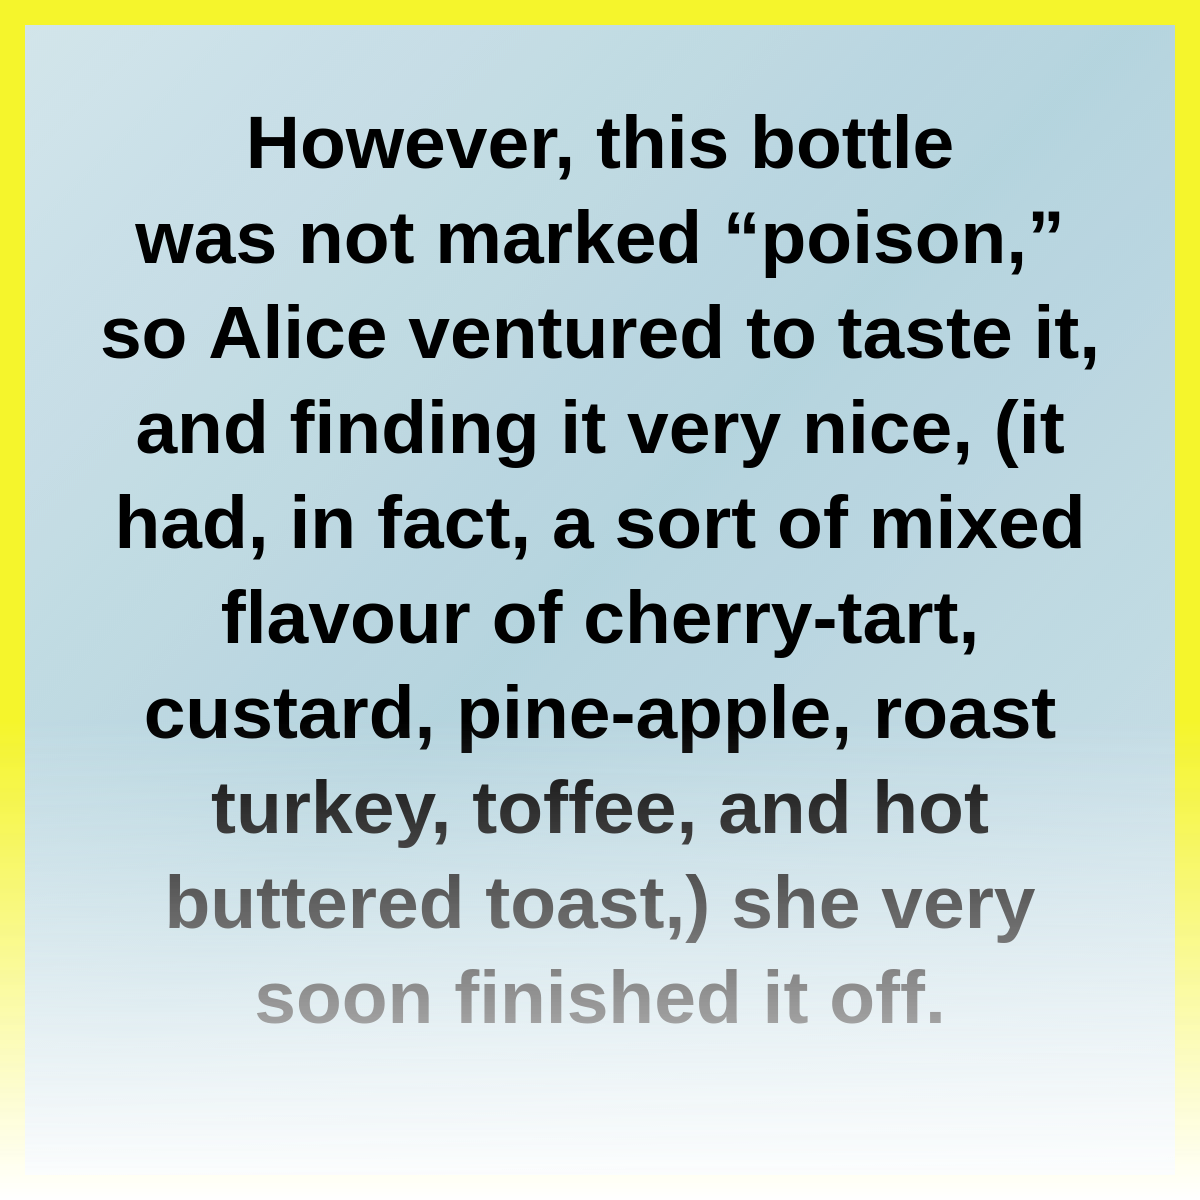 However, this bottle
was not marked “poison,”
so Alice ventured to taste it,
and finding it very nice, (it
had, in fact, a sort of mixed
flavour of cherry-tart,
custard, pine-apple, roast
turkey, toffee, and hot
buttered toast,) she very
soon finished it off.